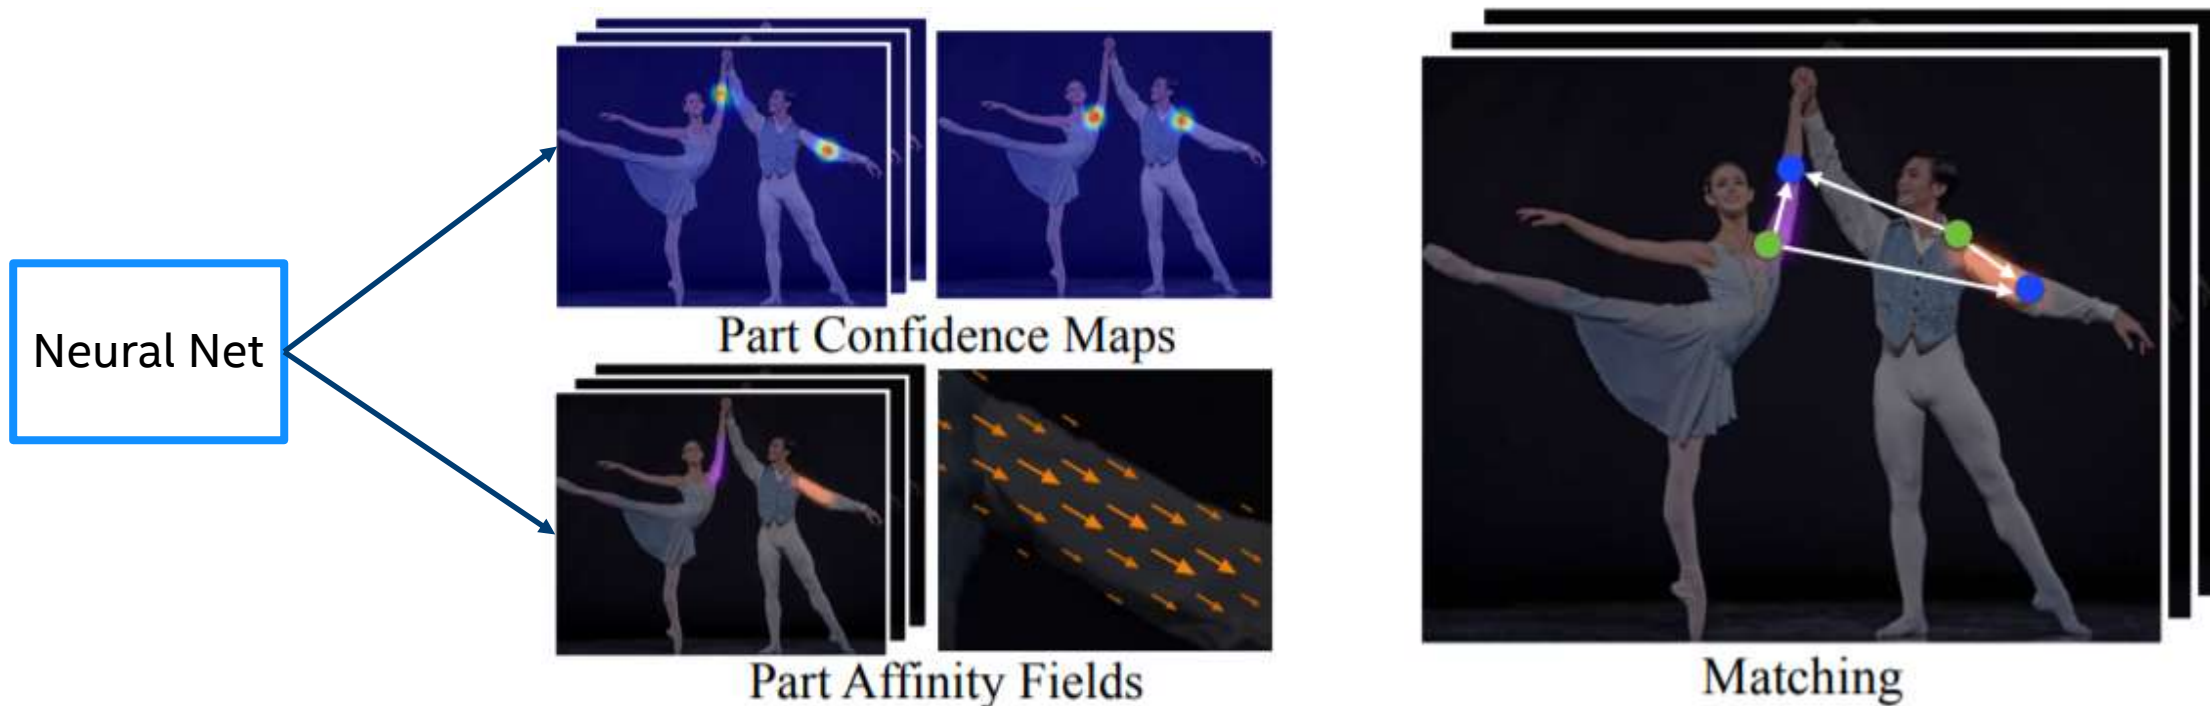 Neural Net
Part Confidence Maps
Part Affinity Fields
Matching